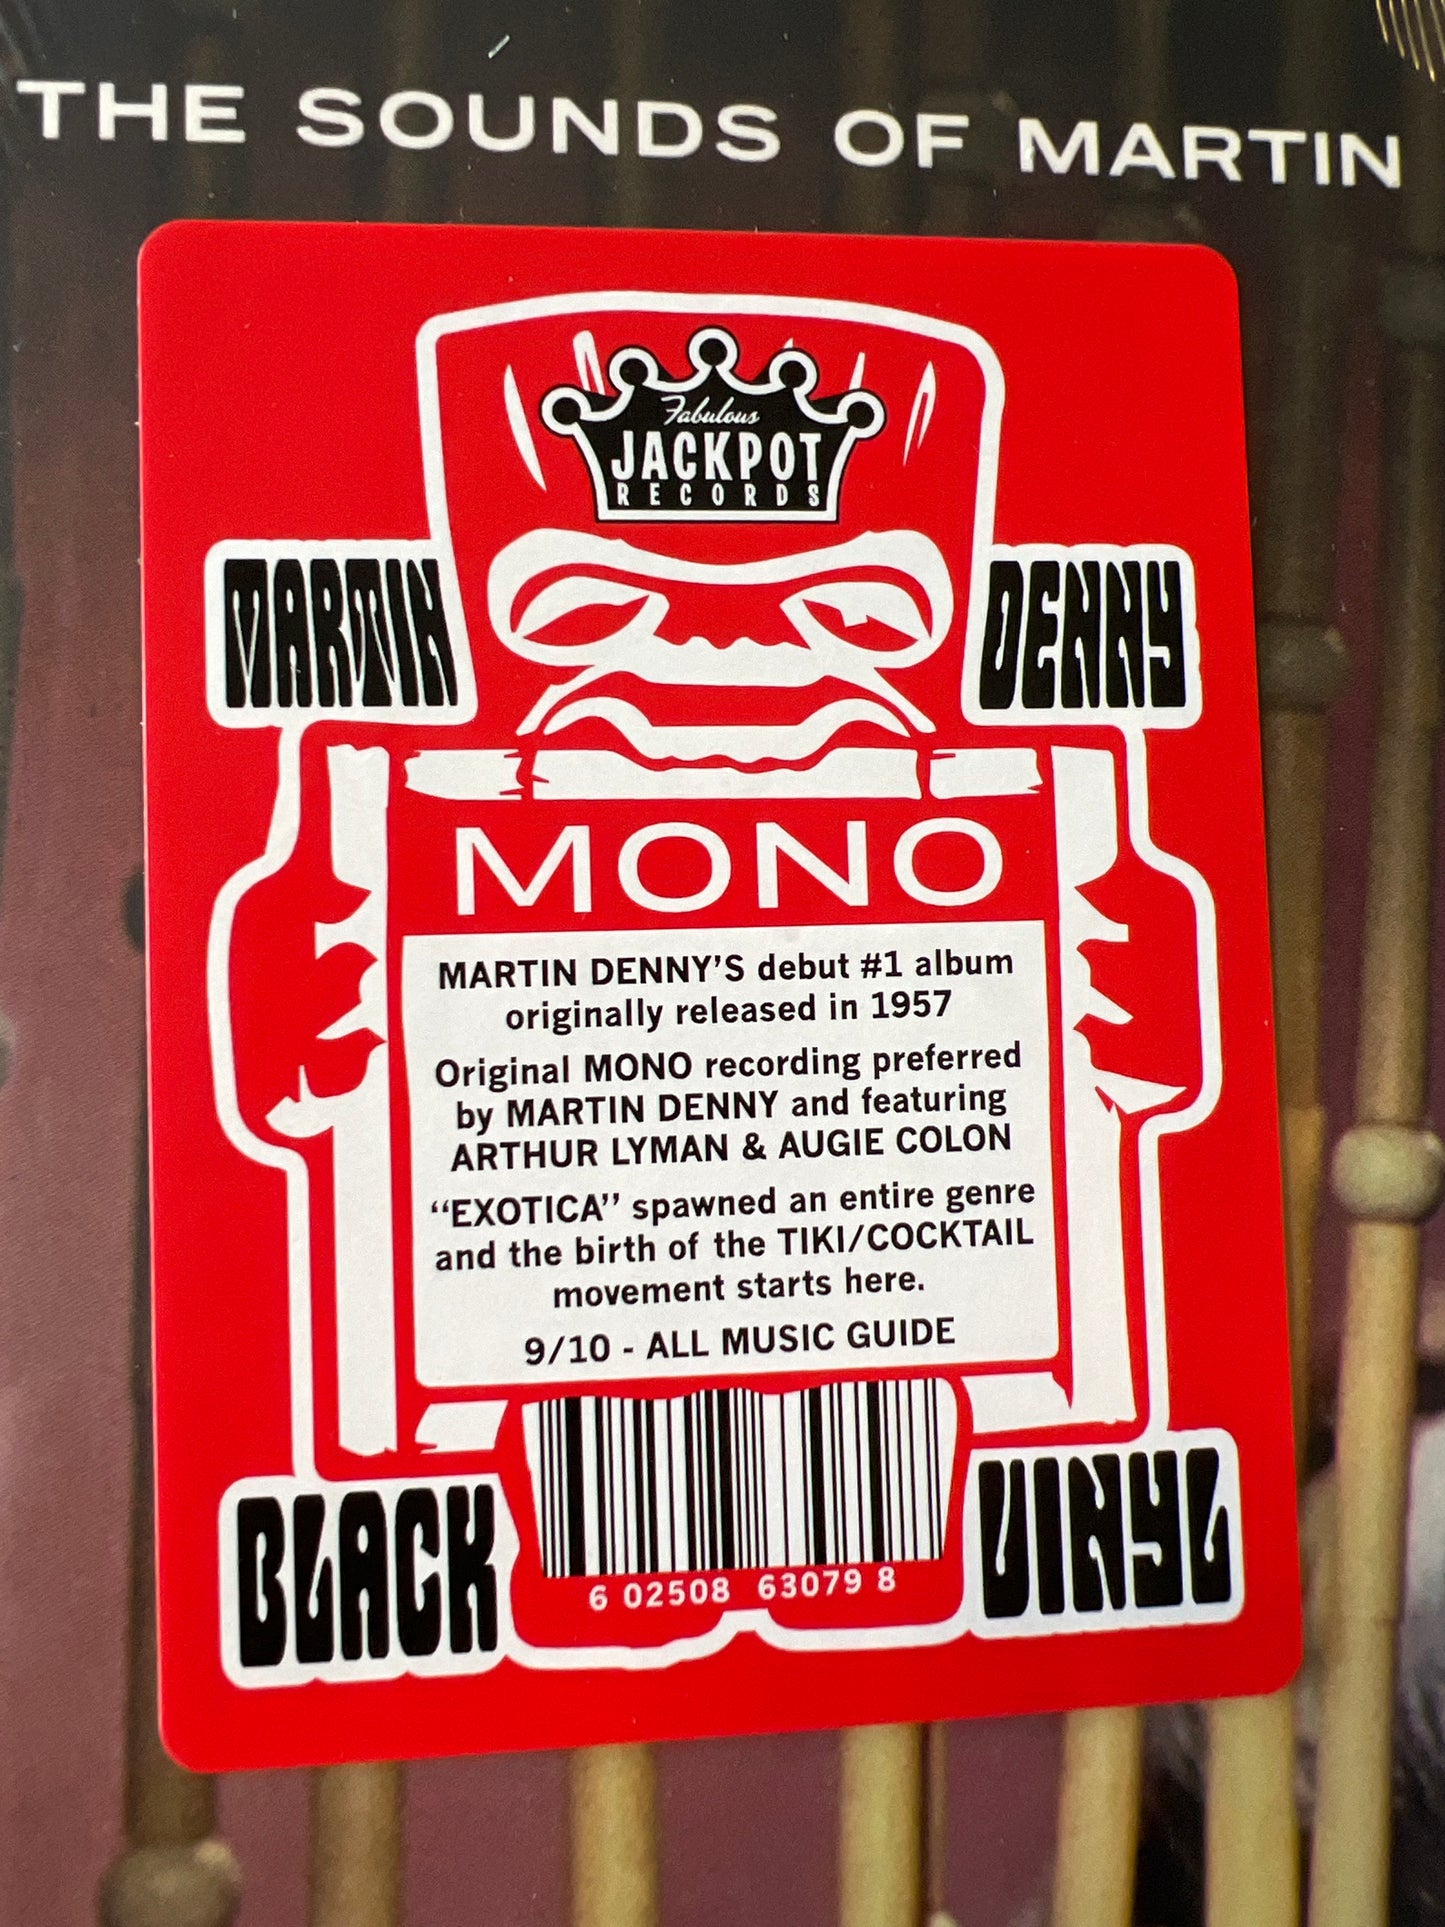 THE SOUNDS OF MARTIN
Fabulous
JACKPOT
RECORDS
MARTIN DENNY
MONO
MARTIN DENNY'S debut #1 album
originally released in 1957
Original MONO recording preferred
by MARTIN DENNY and featuring
ARTHUR LYMAN & AUGIE COLON
“EXOTICA” spawned an entire genre
and the birth of the TIKI/COCKTAIL
movement starts here.
9/10 - ALL MUSIC GUIDE
BLACK VINYL
6 02508 63079 8